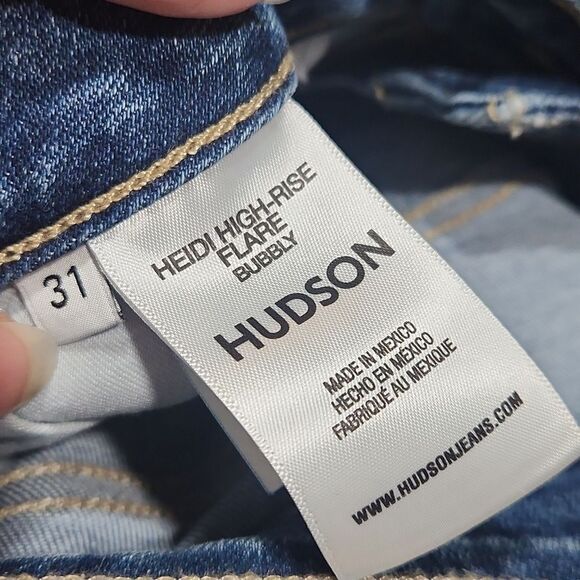 31
HEIDI HIGH-RISE
FLARE
BUBBLY
HUDSON
MADE IN MEXICO
HECHO EN MÉXICO
FABRIQUÉ AU MEXIQUE
WWW.HUDSONJEANS.COM